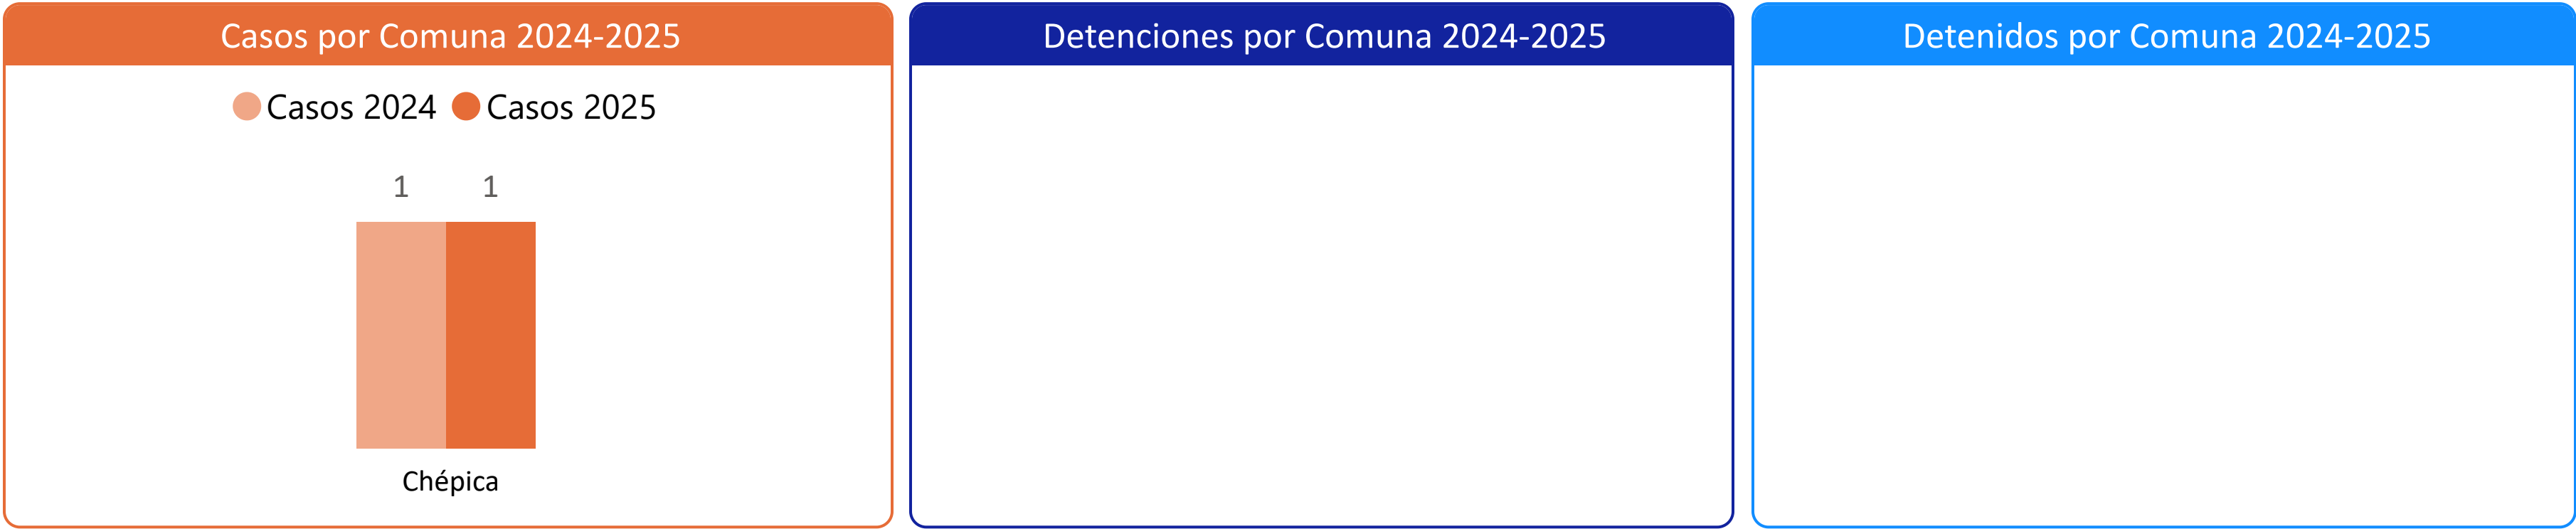 Casos por Comuna 2024-2025
Casos 2024 Casos 2025
1 1
Chépica
Detenciones por Comuna 2024-2025
Detenidos por Comuna 2024-2025